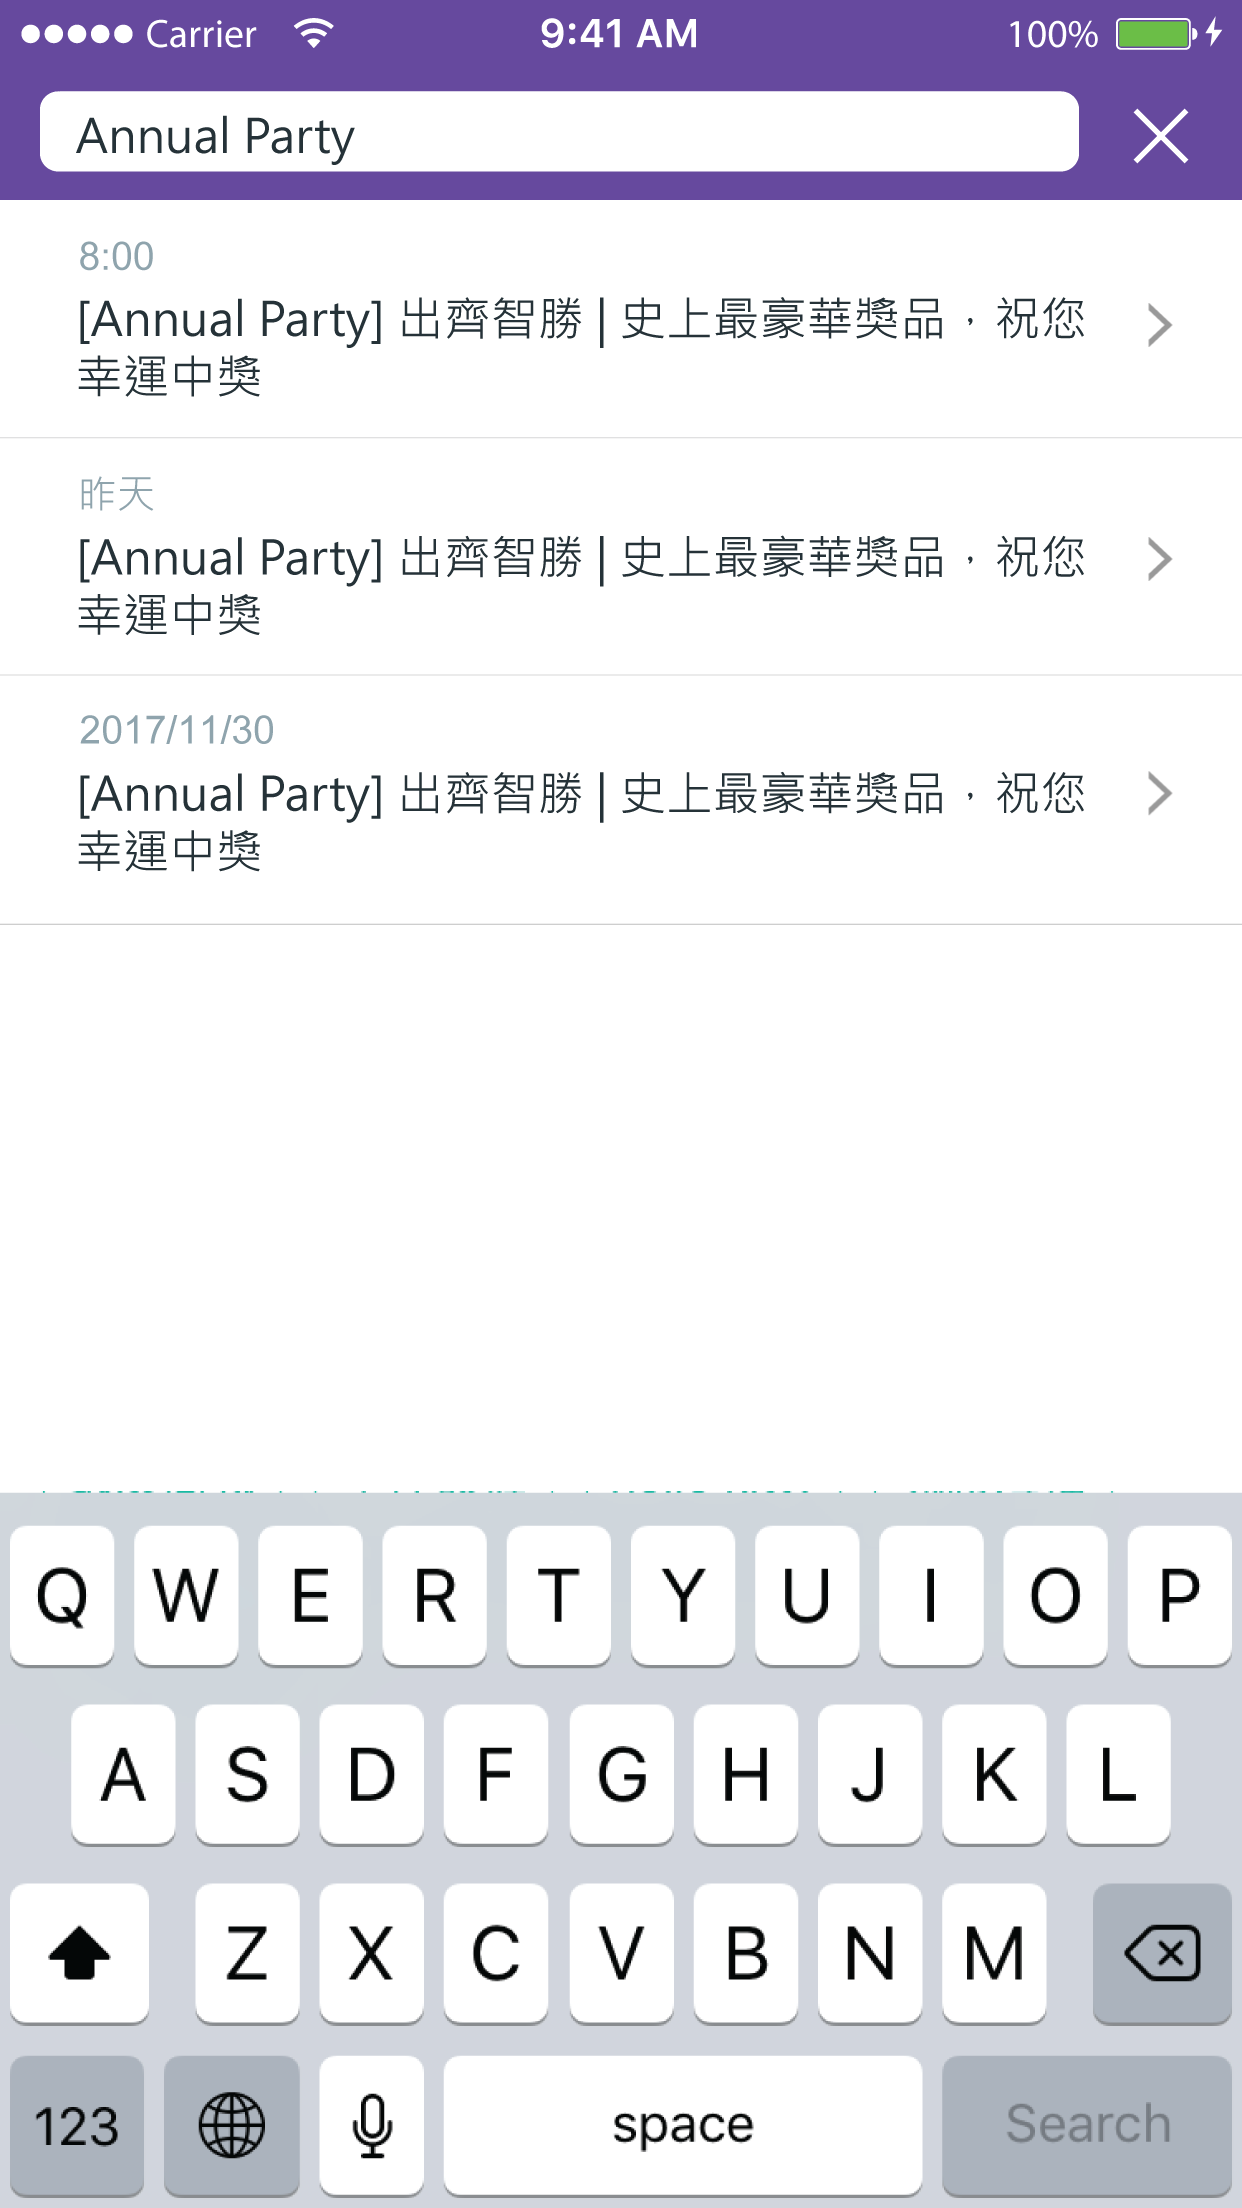 Carrier 9:41 AM 100%
Annual Party
8:00
[Annual Party] 出齊智勝 | 史上最豪華獎品，祝您
幸運中獎
昨天
[Annual Party] 出齊智勝 | 史上最豪華獎品，祝您
幸運中獎
2017/11/30
[Annual Party] 出齊智勝 | 史上最豪華獎品，祝您
幸運中獎
Q W E R T Y U I O P
A S D F G H J K L
Z X C V B N M
123 space Search